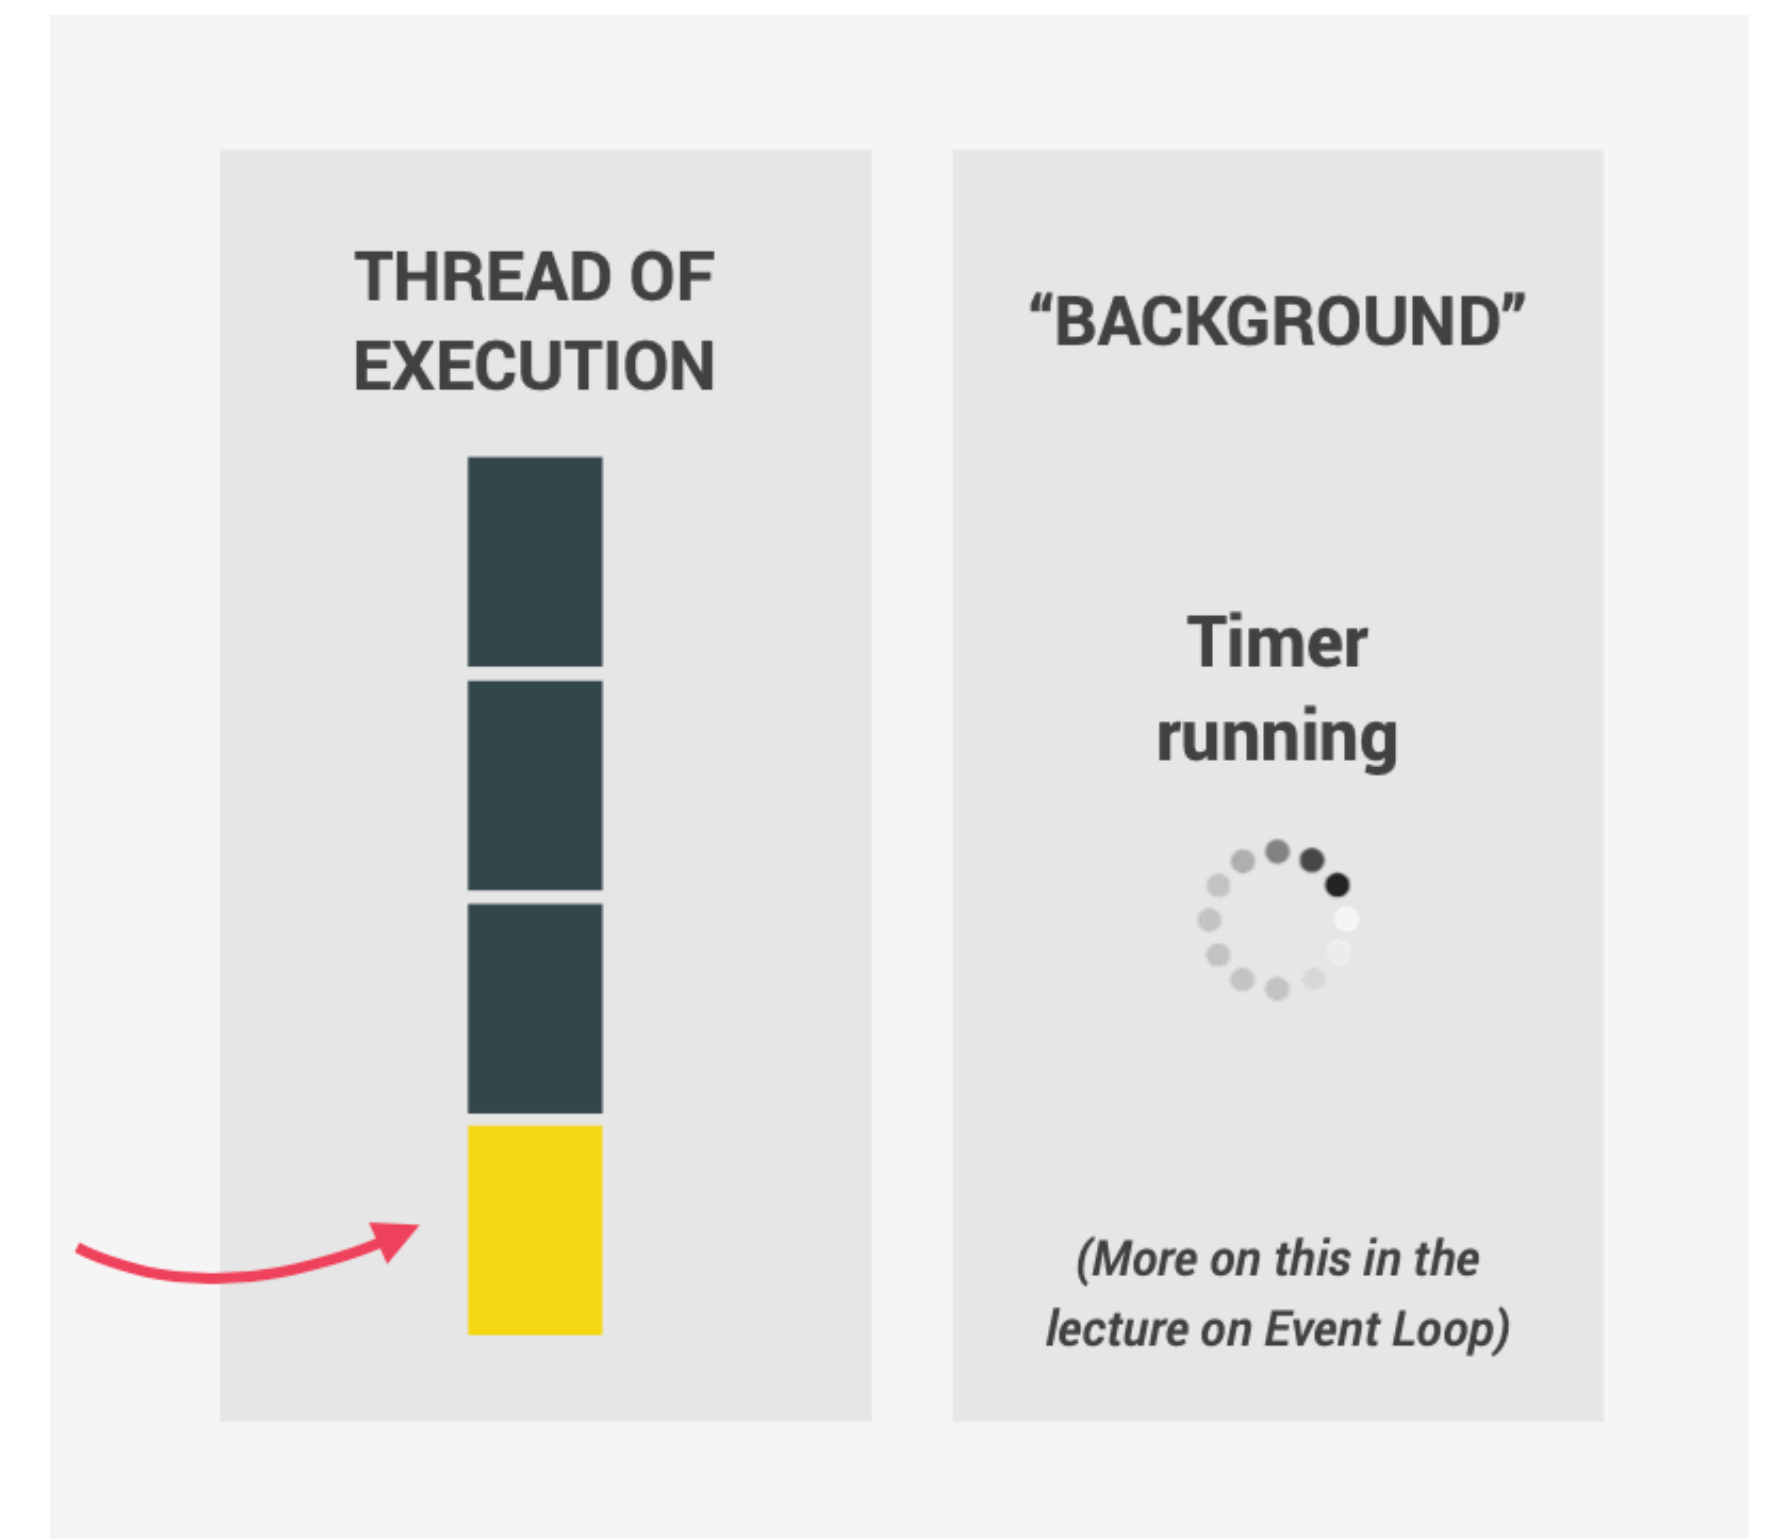 THREAD OF
EXECUTION
“BACKGROUND”
Timer
running
(More on this in the
lecture on Event Loop)